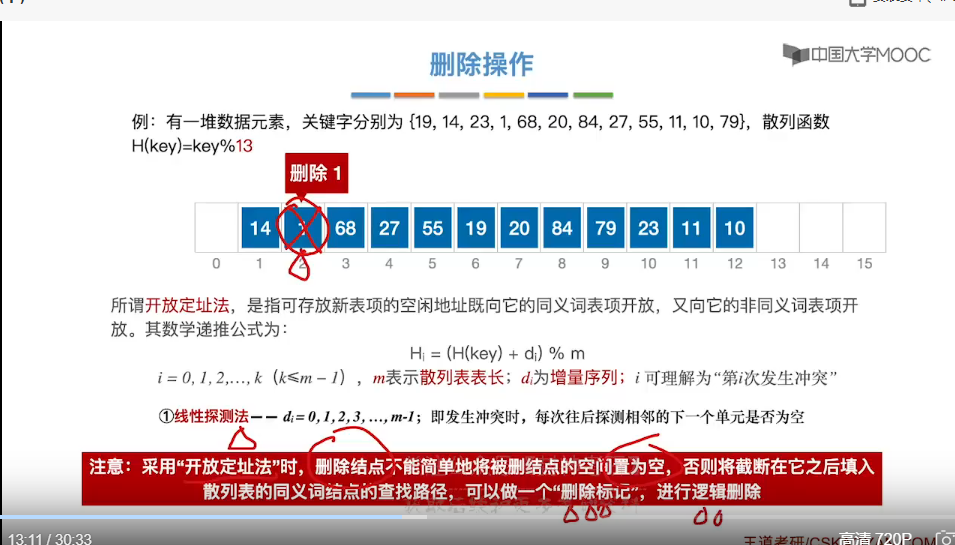 中国大学MOOC
删除操作
例：有一堆数据元素，关键字分别为 {19, 14, 23, 1, 68, 20, 84, 27, 55, 11, 10, 79}，散列函数
H(key)=key%13
删除 1
14 1 68 27 55 19 20 84 79 23 11 10
0 1 2 3 4 5 6 7 8 9 10 11 12 13 14 15
所谓开放定址法，是指可存放新表项的空闲地址既向它的同义词表项开放，又向它的非同义词表项开
放。其数学递推公式为：
Hi = (H(key) + di) % m
i = 0, 1, 2,…, k（k≤m − 1），m表示散列表表长；di为增量序列；i 可理解为“第i次发生冲突”
①线性探测法—— di = 0, 1, 2, 3, …, m-1；即发生冲突时，每次往后探测相邻的下一个单元是否为空
注意：采用“开放定址法”时，删除结点不能简单地将被删结点的空间置为空，否则将截断在它之后填入
散列表的同义词结点的查找路径，可以做一个“删除标记”，进行逻辑删除
13:11 / 30:33
高清 720P